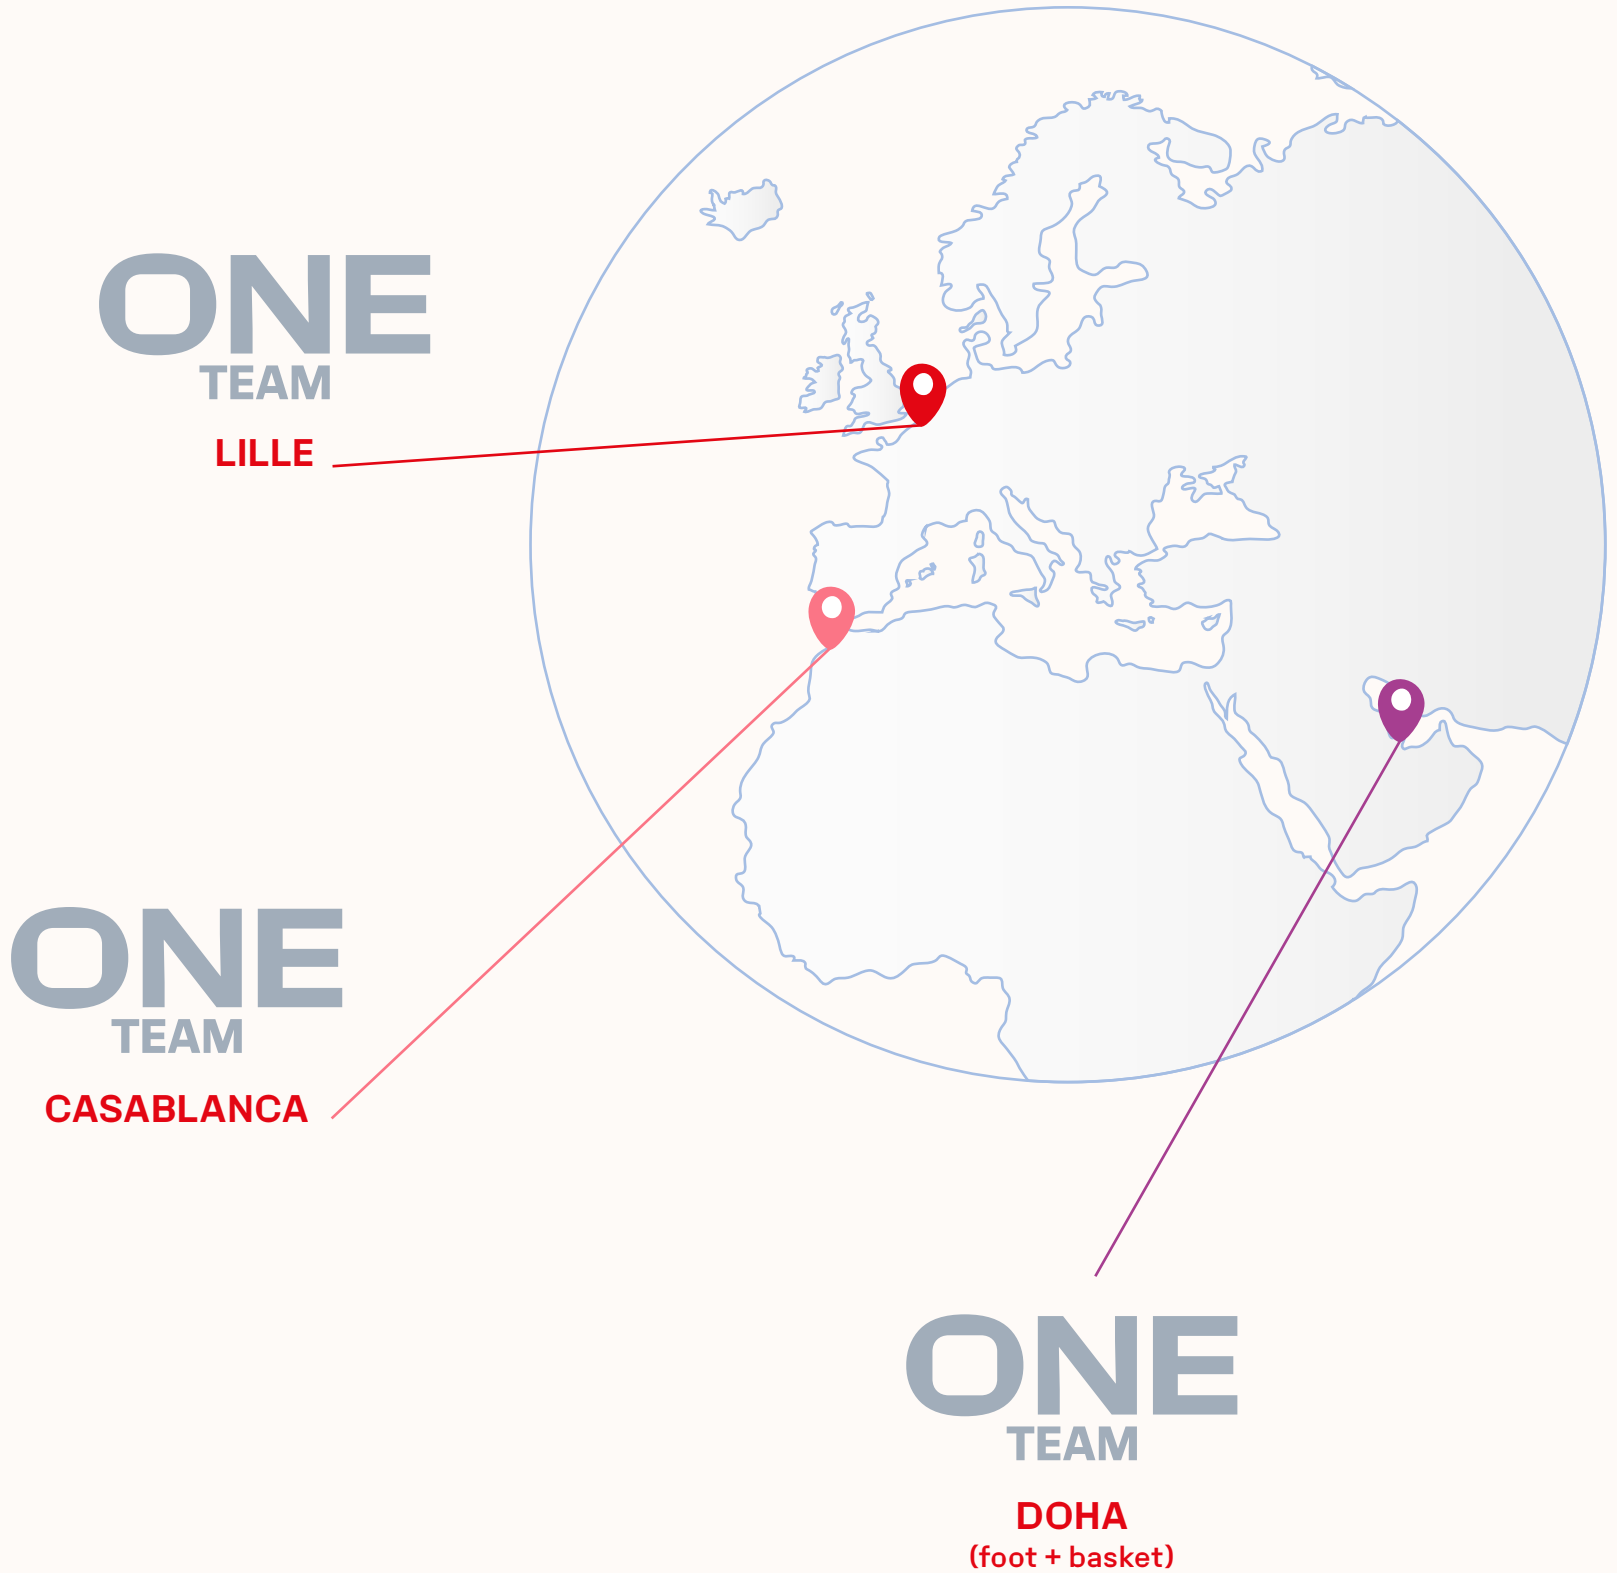 ONE
TEAM
LILLE
ONE
TEAM
CASABLANCA
ONE
TEAM
DOHA
(foot + basket)